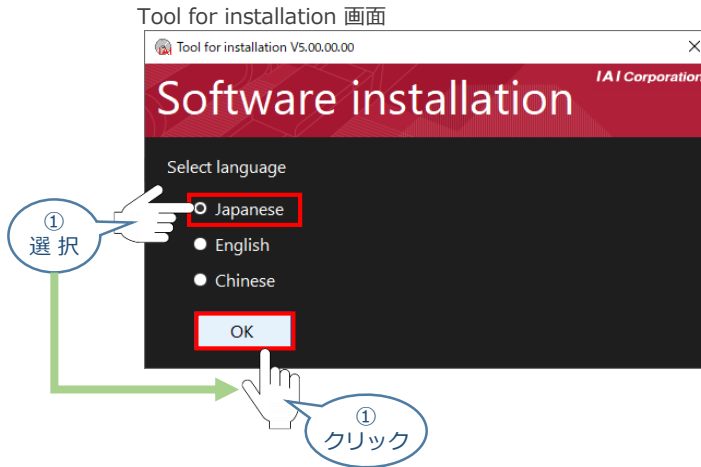 Tool for installation 画面
Tool for installation V5.00.00.00
Software installation
IAI Corporation
Select language
① 
選 択
Japanese
English
Chinese
OK
①
クリック